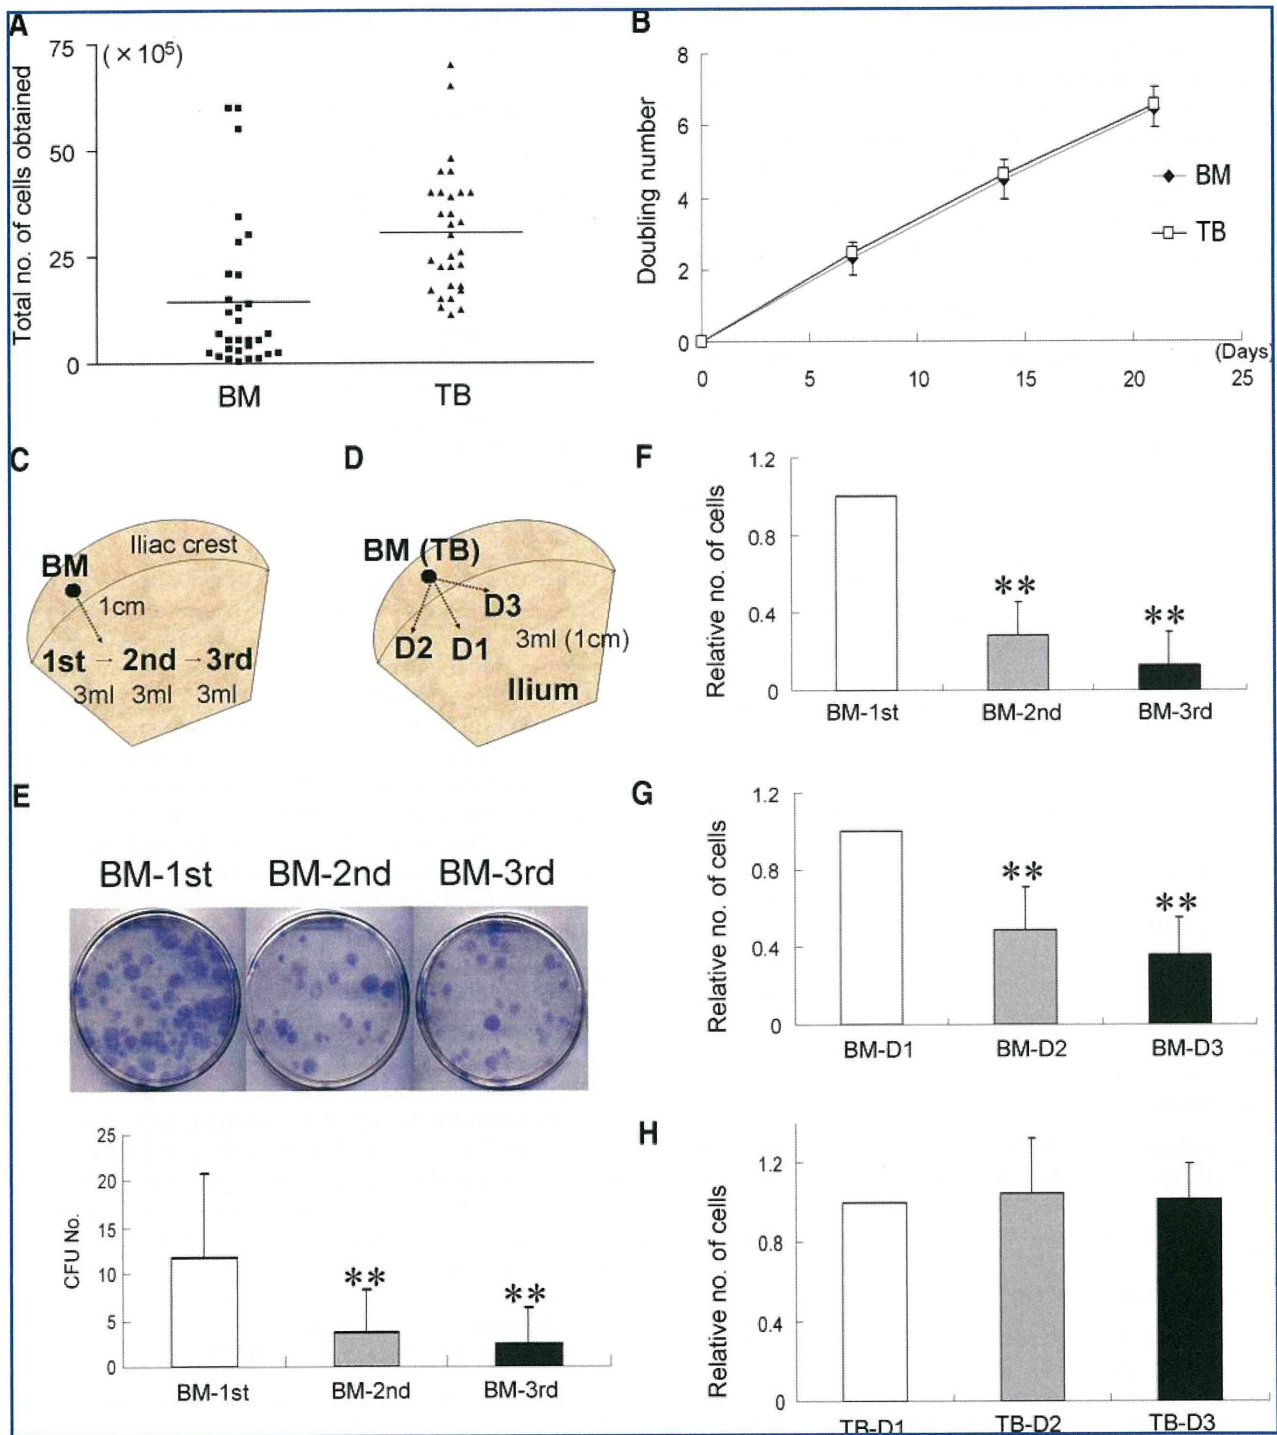 A
(×10⁵)
Total no. of cells obtained
75
50
25
0
BM
TB
B
Doubling number
8
6
4
2
0
BM
TB
(Days)
0 5 10 15 20 25
C
Iliac crest
BM
1cm
1st 2nd 3rd
3ml 3ml 3ml
D
BM (TB)
D3
D2 D1 3ml (1cm)
Ilium
F
Relative no. of cells
1.2
0.8
0.4
0
**
**
BM-1st BM-2nd BM-3rd
E
BM-1st BM-2nd BM-3rd
CFU No.
25
20
15
10
5
0
**
**
BM-1st BM-2nd BM-3rd
G
Relative no. of cells
1.2
0.8
0.4
0
**
**
BM-D1 BM-D2 BM-D3
H
Relative no. of cells
1.2
0.8
0.4
0
TB-D1 TB-D2 TB-D3